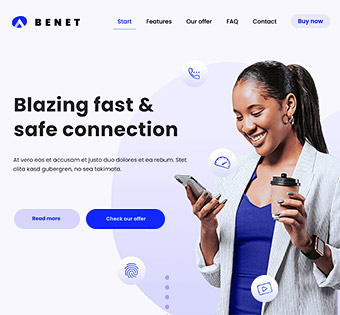 BENET
Start Features Our offer FAQ Contact Buy now
Blazing fast &
safe connection
At vero eos et accusam et justo duo dolores et ea rebum. Stet
clita kasd gubergren, no sea takimata.
Read more Check our offer